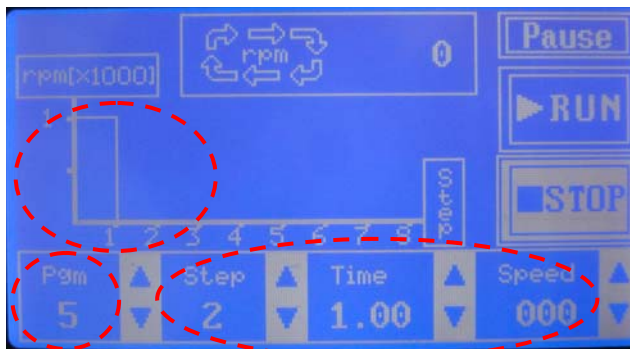 rpm
0
Pause
rpm[×1000]
RUN
1
Step
STOP
1 2 3 4 5 6 7 8
Pgm Step Time Speed
5 2 1.00 000